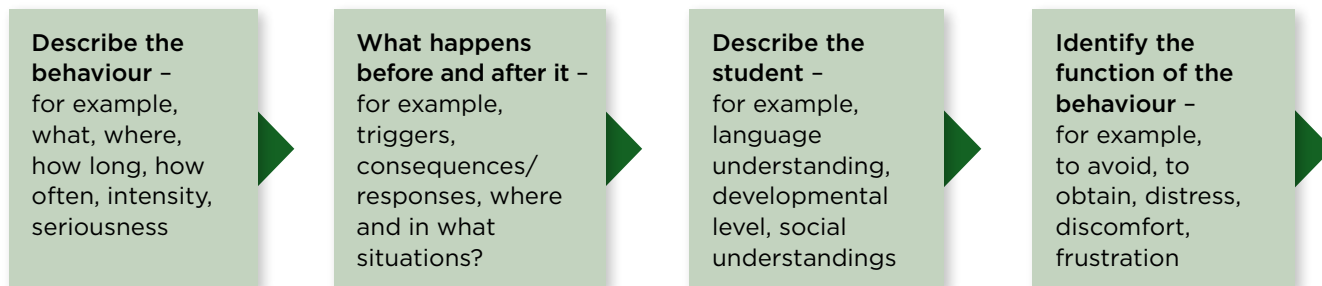 Describe the
behaviour –
for example,
what, where,
how long, how
often, intensity,
seriousness
What happens
before and after it –
for example,
triggers,
consequences/
responses, where
and in what
situations?
Describe the
student –
for example,
language
understanding,
developmental
level, social
understandings
Identify the
function of the
behaviour –
for example,
to avoid, to
obtain, distress,
discomfort,
frustration